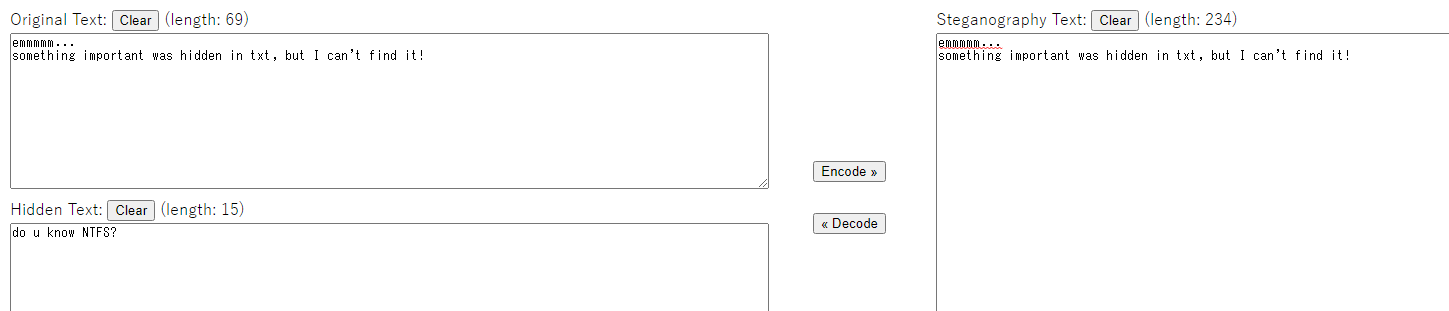 Original Text: Clear (length: 69)
emmmmm...
something important was hidden in txt, but I can't find it!
Hidden Text: Clear (length: 15)
do u know NTFS?
Encode »
« Decode
Steganography Text: Clear (length: 234)
emmmmm...
something important was hidden in txt, but I can't find it!